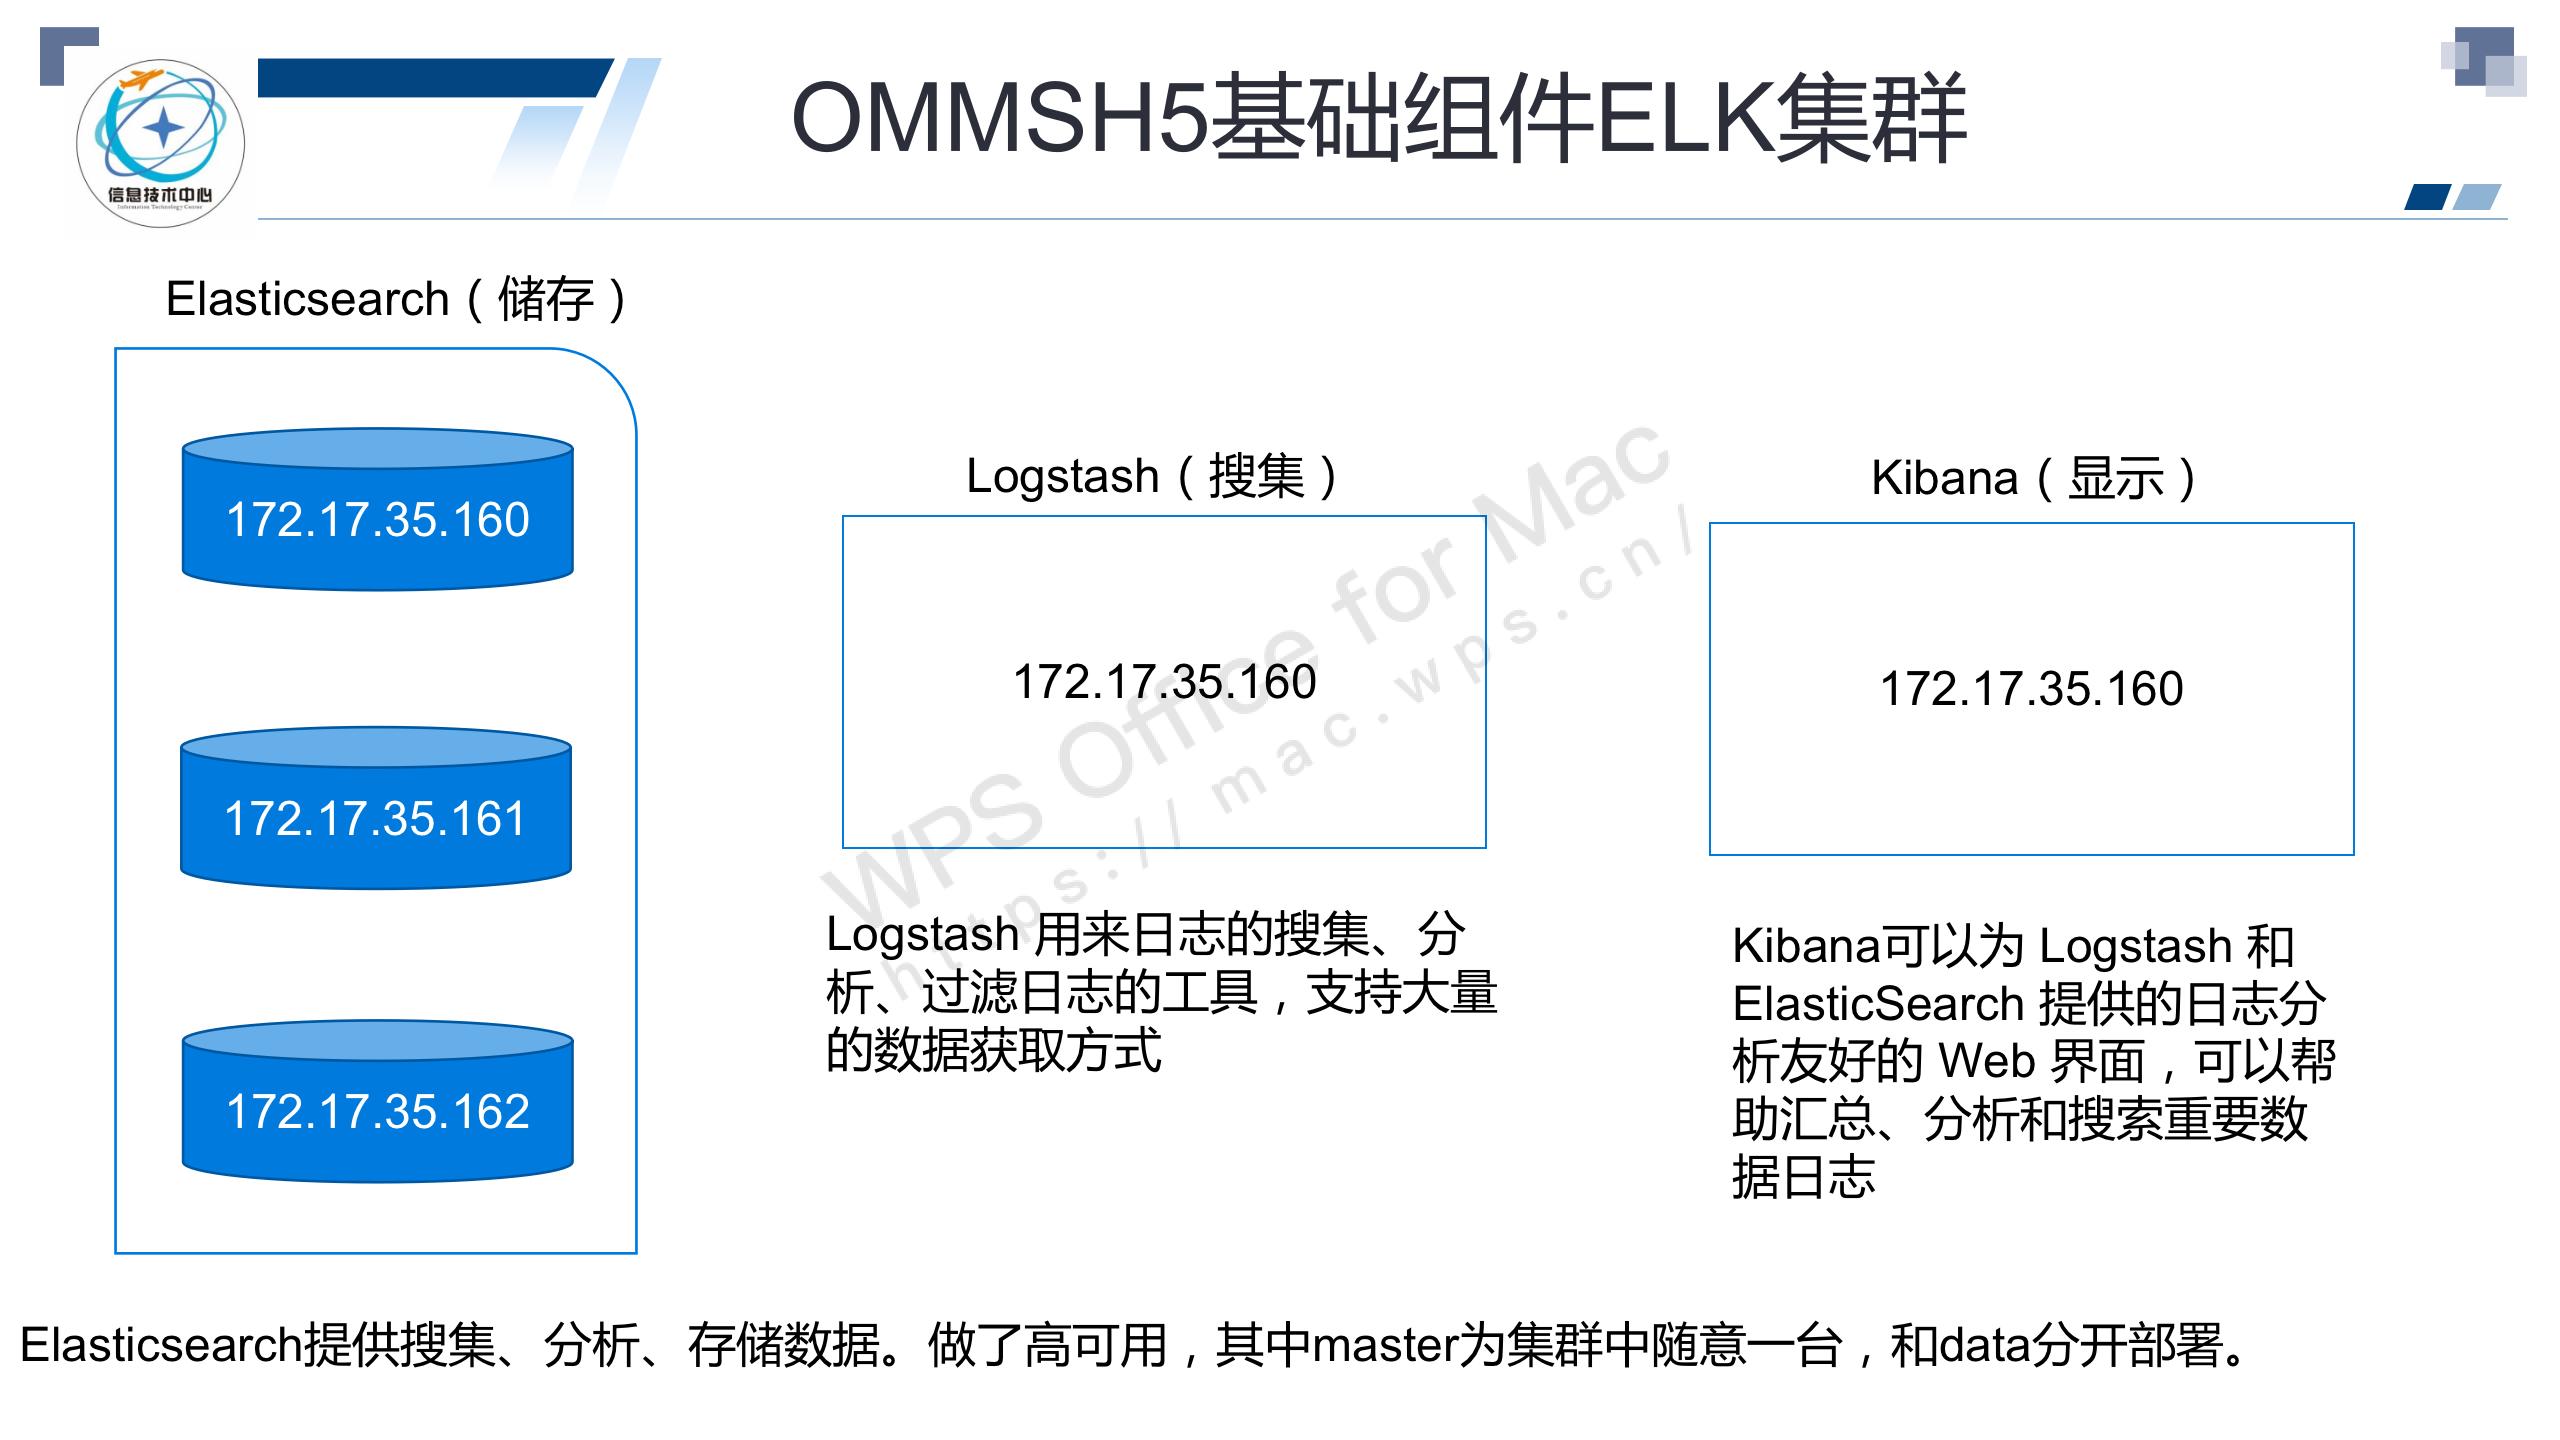 OMMSH5基础组件ELK集群
信息技术中心
Information Technology Center
Elasticsearch（储存）
172.17.35.160
172.17.35.161
172.17.35.162
Logstash（搜集）
172.17.35.160
Logstash 用来日志的搜集、分
析、过滤日志的工具，支持大量
的数据获取方式
Kibana（显示）
172.17.35.160
Kibana可以为 Logstash 和
ElasticSearch 提供的日志分
析友好的 Web 界面，可以帮
助汇总、分析和搜索重要数
据日志
WPS Office for Mac
https://mac.wps.cn/
Elasticsearch提供搜集、分析、存储数据。做了高可用，其中master为集群中随意一台，和data分开部署。